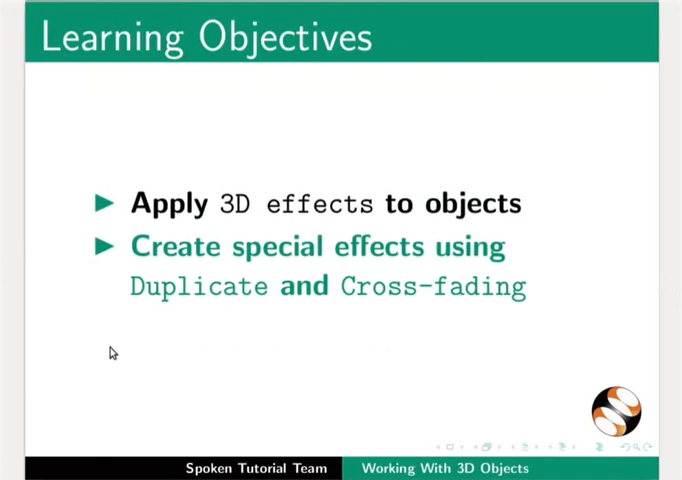 Learning Objectives
Apply 3D effects to objects
Create special effects using
Duplicate and Cross-fading
Spoken Tutorial Team
Working With 3D Objects